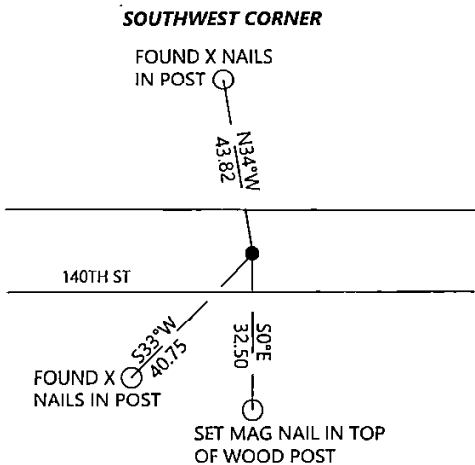 SOUTHWEST CORNER
FOUND X NAILS
IN POST
N34°W
43.82
140TH ST
S33°W
40.75
S0°E
32.50
FOUND X
NAILS IN POST
SET MAG NAIL IN TOP
OF WOOD POST